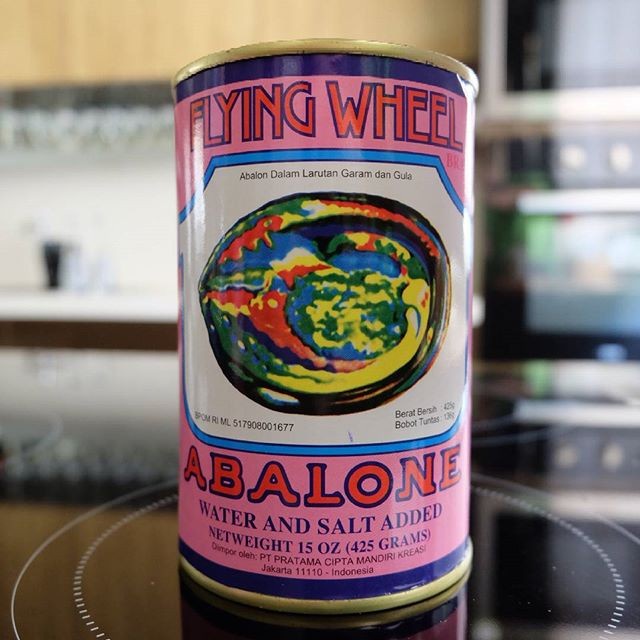 FLYING WHEEL
Abalon Dalam Larutan Garam dan Gula
BPOM RI ML 517908001677
Berat Bersih : 425g
Bobot Tuntas : 136g
ABALONE
WATER AND SALT ADDED
NETWEIGHT 15 OZ (425 GRAMS)
Diimpor oleh: PT PRATAMA CIPTA MANDIRI KREASI
Jakarta 11110 - Indonesia